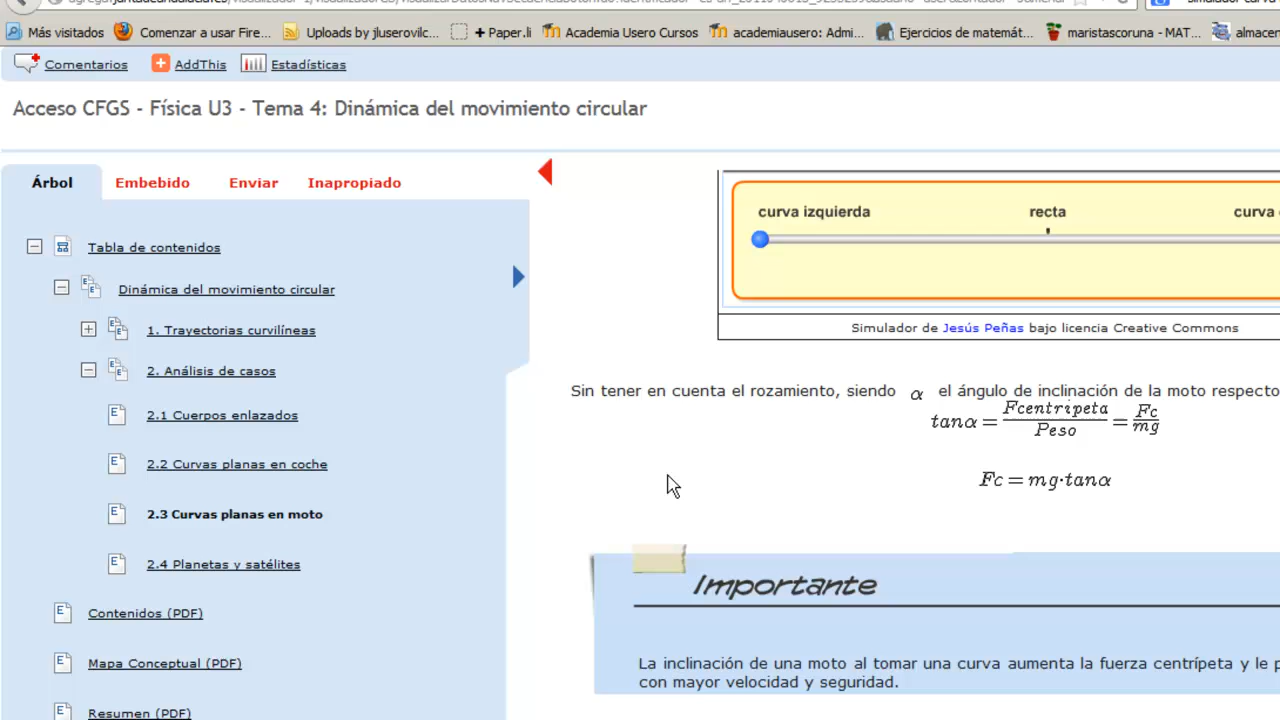 Más visitados Comenzar a usar Fire... Uploads by jluserovilc... + Paper.li Academia Usero Cursos academiausero: Admi... Ejercicios de matemát... maristascoruna - MAT... almacen
Comentarios AddThis Estadísticas
Acceso CFGS - Física U3 - Tema 4: Dinámica del movimiento circular
Árbol Embebido Enviar Inapropiado
curva izquierda recta curva
Tabla de contenidos
Dinámica del movimiento circular
1. Trayectorias curvilíneas
2. Análisis de casos
2.1 Cuerpos enlazados
2.2 Curvas planas en coche
2.3 Curvas planas en moto
2.4 Planetas y satélites
Contenidos (PDF)
Mapa Conceptual (PDF)
Resumen (PDF)
Simulador de Jesús Peñas bajo licencia Creative Commons
Sin tener en cuenta el rozamiento, siendo α el ángulo de inclinación de la moto respecto
tanα = Fcentripeta/Peso = Fc/mg
Fc = mg·tanα
Importante
La inclinación de una moto al tomar una curva aumenta la fuerza centrípeta y le p
con mayor velocidad y seguridad.